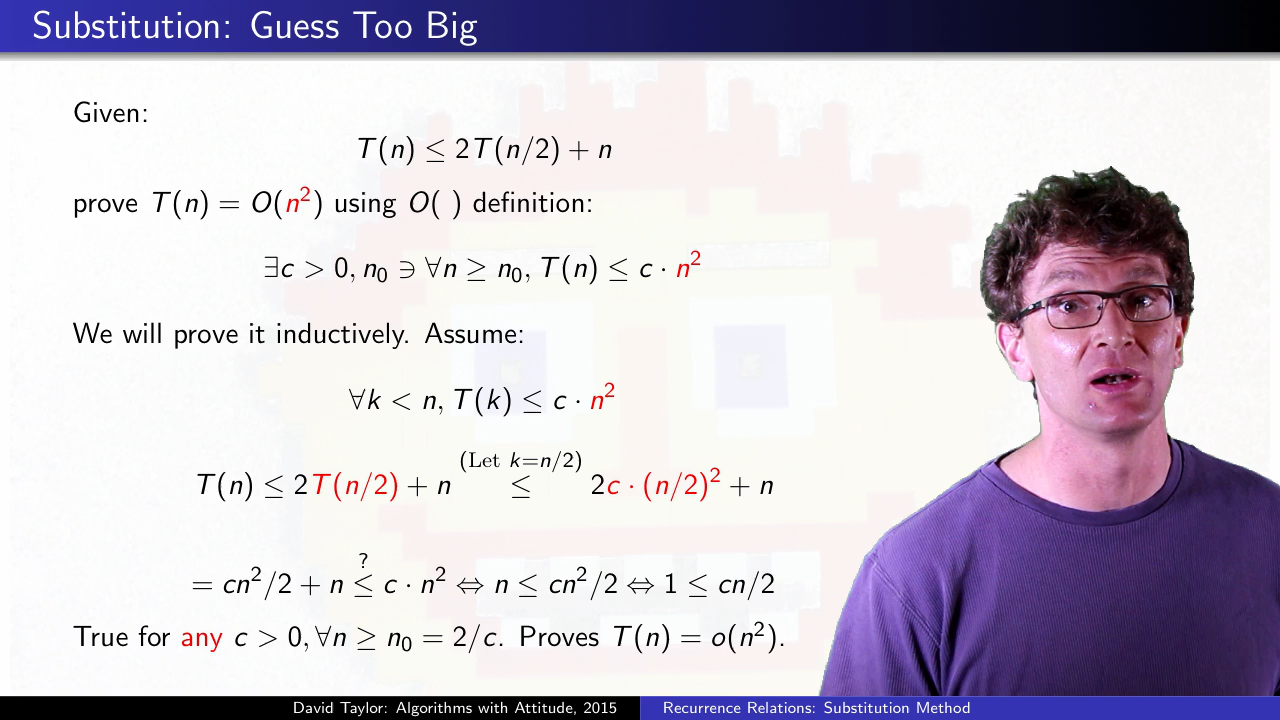 Substitution: Guess Too Big
Given:
T(n) ≤ 2T(n/2) + n
prove T(n) = O(n²) using O( ) definition:
∃c > 0, n₀ ∋ ∀n ≥ n₀, T(n) ≤ c · n²
We will prove it inductively. Assume:
∀k < n, T(k) ≤ c · n²
(Let k=n/2)
T(n) ≤ 2T(n/2) + n ≤ 2c · (n/2)² + n
?
= cn²/2 + n ≤ c · n² ⇔ n ≤ cn²/2 ⇔ 1 ≤ cn/2
True for any c > 0, ∀n ≥ n₀ = 2/c. Proves T(n) = o(n²).
David Taylor: Algorithms with Attitude, 2015 Recurrence Relations: Substitution Method